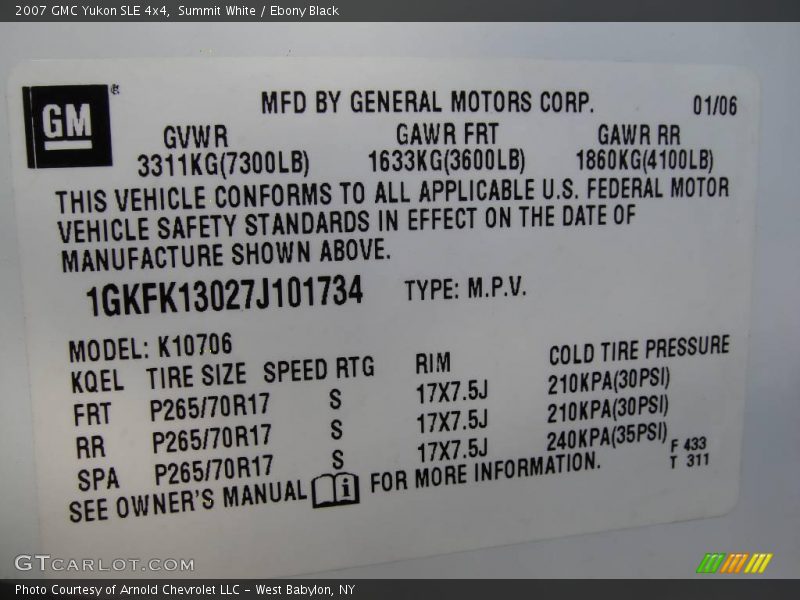 2007 GMC Yukon SLE 4x4, Summit White / Ebony Black
GM®
MFD BY GENERAL MOTORS CORP. 01/06
GVWR GAWR FRT GAWR RR
3311KG(7300LB) 1633KG(3600LB) 1860KG(4100LB)
THIS VEHICLE CONFORMS TO ALL APPLICABLE U.S. FEDERAL MOTOR
VEHICLE SAFETY STANDARDS IN EFFECT ON THE DATE OF
MANUFACTURE SHOWN ABOVE.
1GKFK13027J101734 TYPE: M.P.V.
MODEL: K10706
KQEL TIRE SIZE SPEED RTG RIM COLD TIRE PRESSURE
FRT P265/70R17 S 17X7.5J 210KPA(30PSI)
RR P265/70R17 S 17X7.5J 210KPA(30PSI)
SPA P265/70R17 S 17X7.5J 240KPA(35PSI)
SEE OWNER'S MANUAL i FOR MORE INFORMATION.
F 433
T 311
GTCARLOT.COM
Photo Courtesy of Arnold Chevrolet LLC - West Babylon, NY